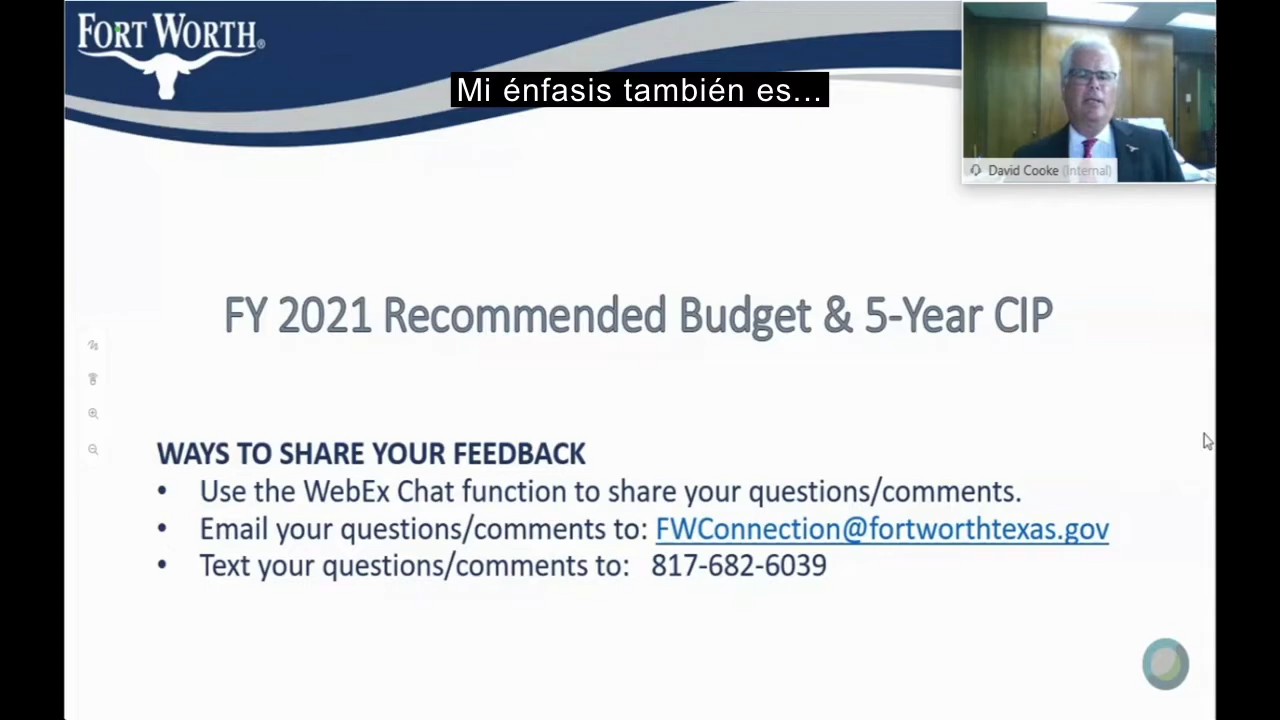 FORT WORTH®
Mi énfasis también es...
David Cooke (Internal)
FY 2021 Recommended Budget & 5-Year CIP
WAYS TO SHARE YOUR FEEDBACK
• Use the WebEx Chat function to share your questions/comments.
• Email your questions/comments to: FWConnection@fortworthtexas.gov
• Text your questions/comments to: 817-682-6039